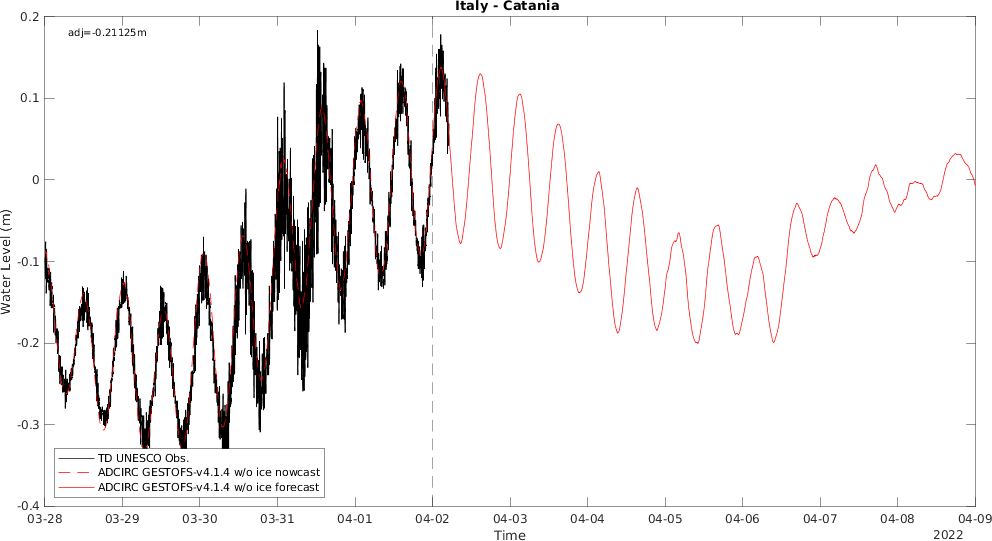 Italy - Catania
adj=-0.21125m
0.2
0.1
0
-0.1
-0.2
-0.3
-0.4
Water Level (m)
TD UNESCO Obs.
ADCIRC GESTOFS-v4.1.4 w/o ice nowcast
ADCIRC GESTOFS-v4.1.4 w/o ice forecast
03-28 03-29 03-30 03-31 04-01 04-02 04-03 04-04 04-05 04-06 04-07 04-08 04-09
Time
2022